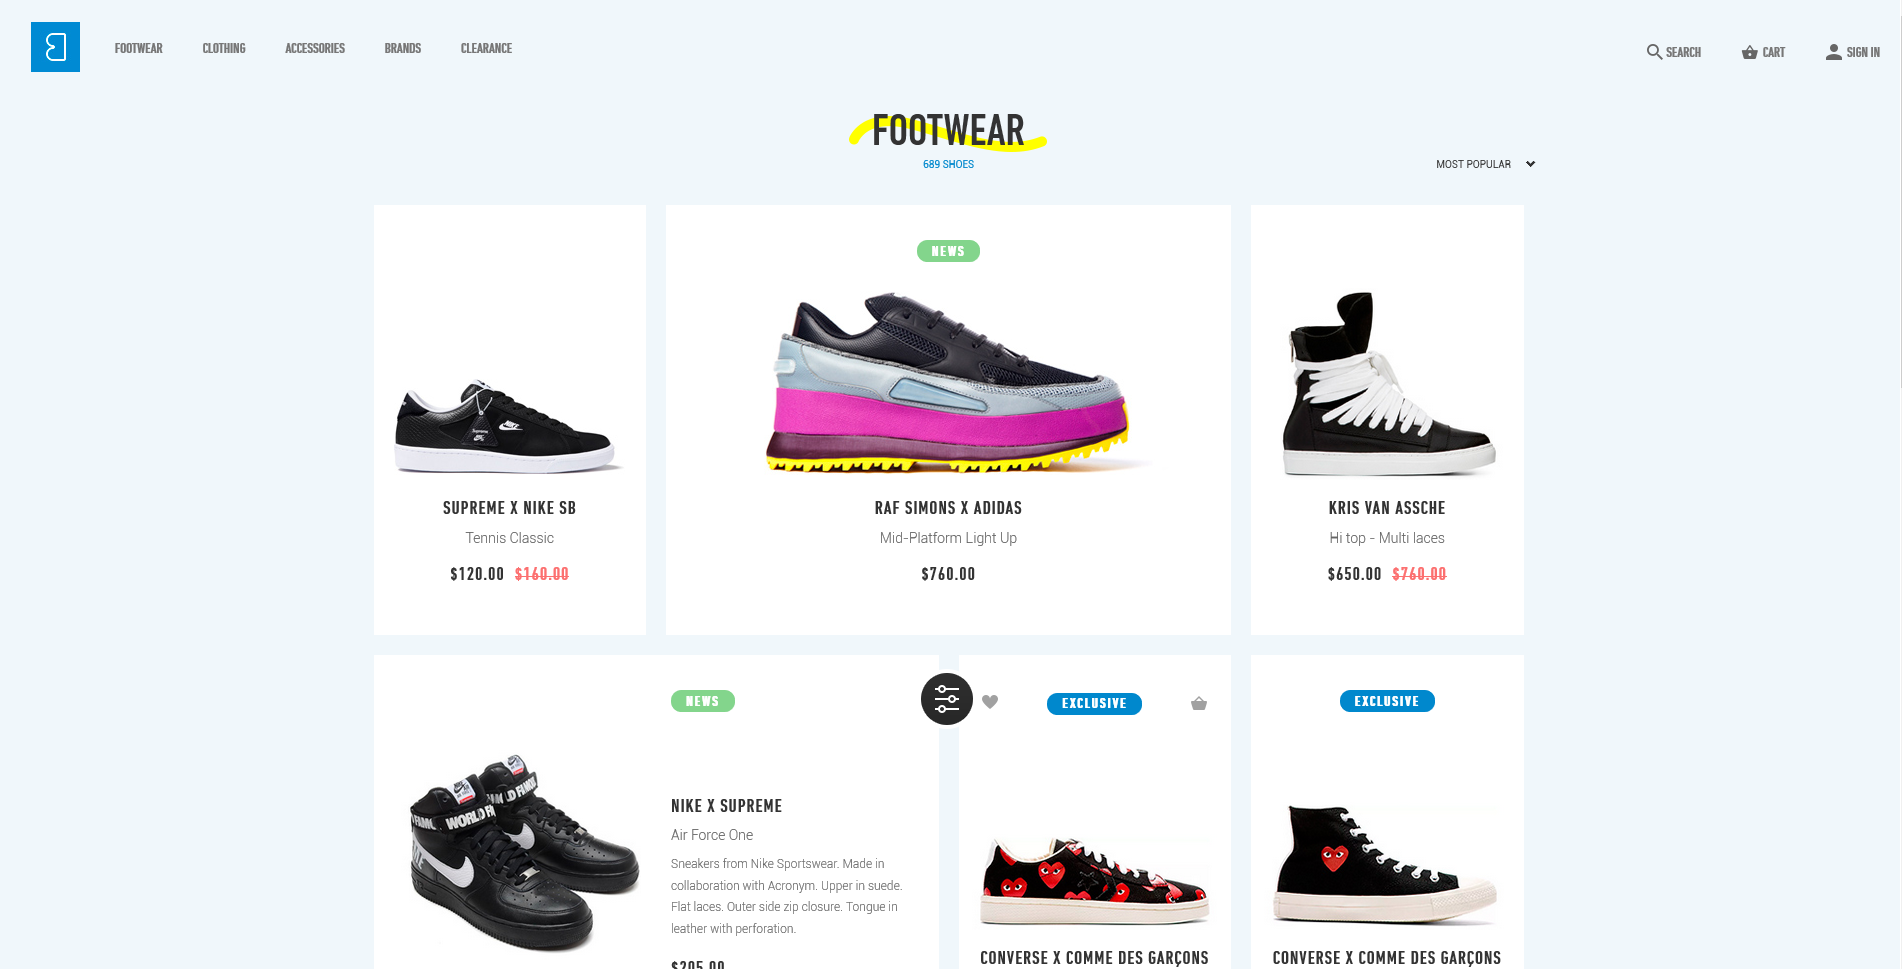 FOOTWEAR
CLOTHING
ACCESSORIES
BRANDS
CLEARANCE
SEARCH
CART
SIGN IN
FOOTWEAR
689 SHOES
MOST POPULAR
NEWS
SUPREME X NIKE SB
Tennis Classic
$120.00 $160.00
RAF SIMONS X ADIDAS
Mid-Platform Light Up
$760.00
KRIS VAN ASSCHE
Hi top - Multi laces
$650.00 $760.00
NEWS
NIKE X SUPREME
Air Force One
Sneakers from Nike Sportswear. Made in
collaboration with Acronym. Upper in suede.
Flat laces. Outer side zip closure. Tongue in
leather with perforation.
$205.00
WORLD FA
EXCLUSIVE
CONVERSE X COMME DES GARÇONS
EXCLUSIVE
CONVERSE X COMME DES GARÇONS